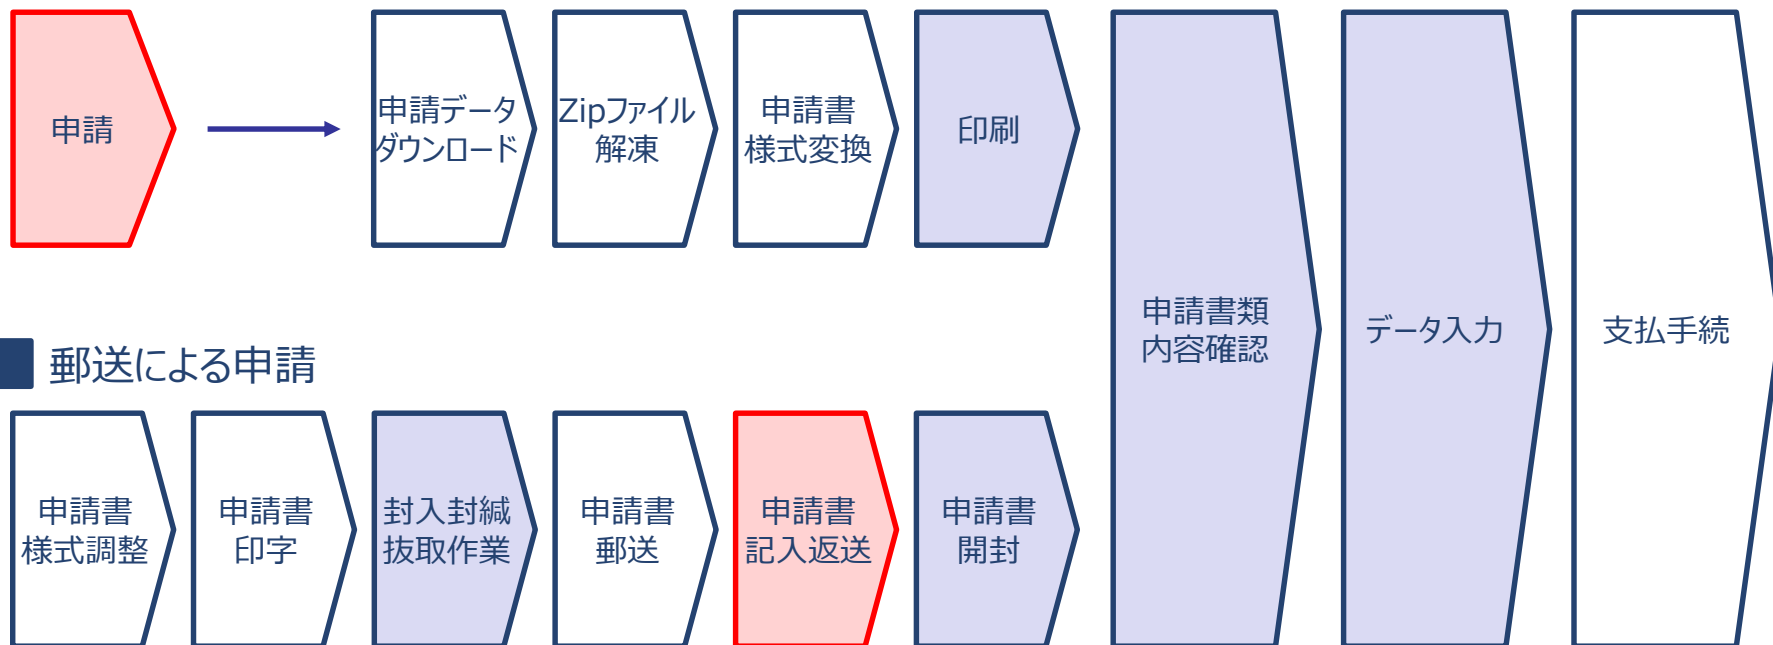 申請
申請データ
ダウンロード
Zipファイル
解凍
申請書
様式変換
印刷
申請書類
内容確認
データ入力
支払手続
郵送による申請
申請書
様式調整
申請書
印字
封入封緘
抜取作業
申請書
郵送
申請書
記入返送
申請書
開封